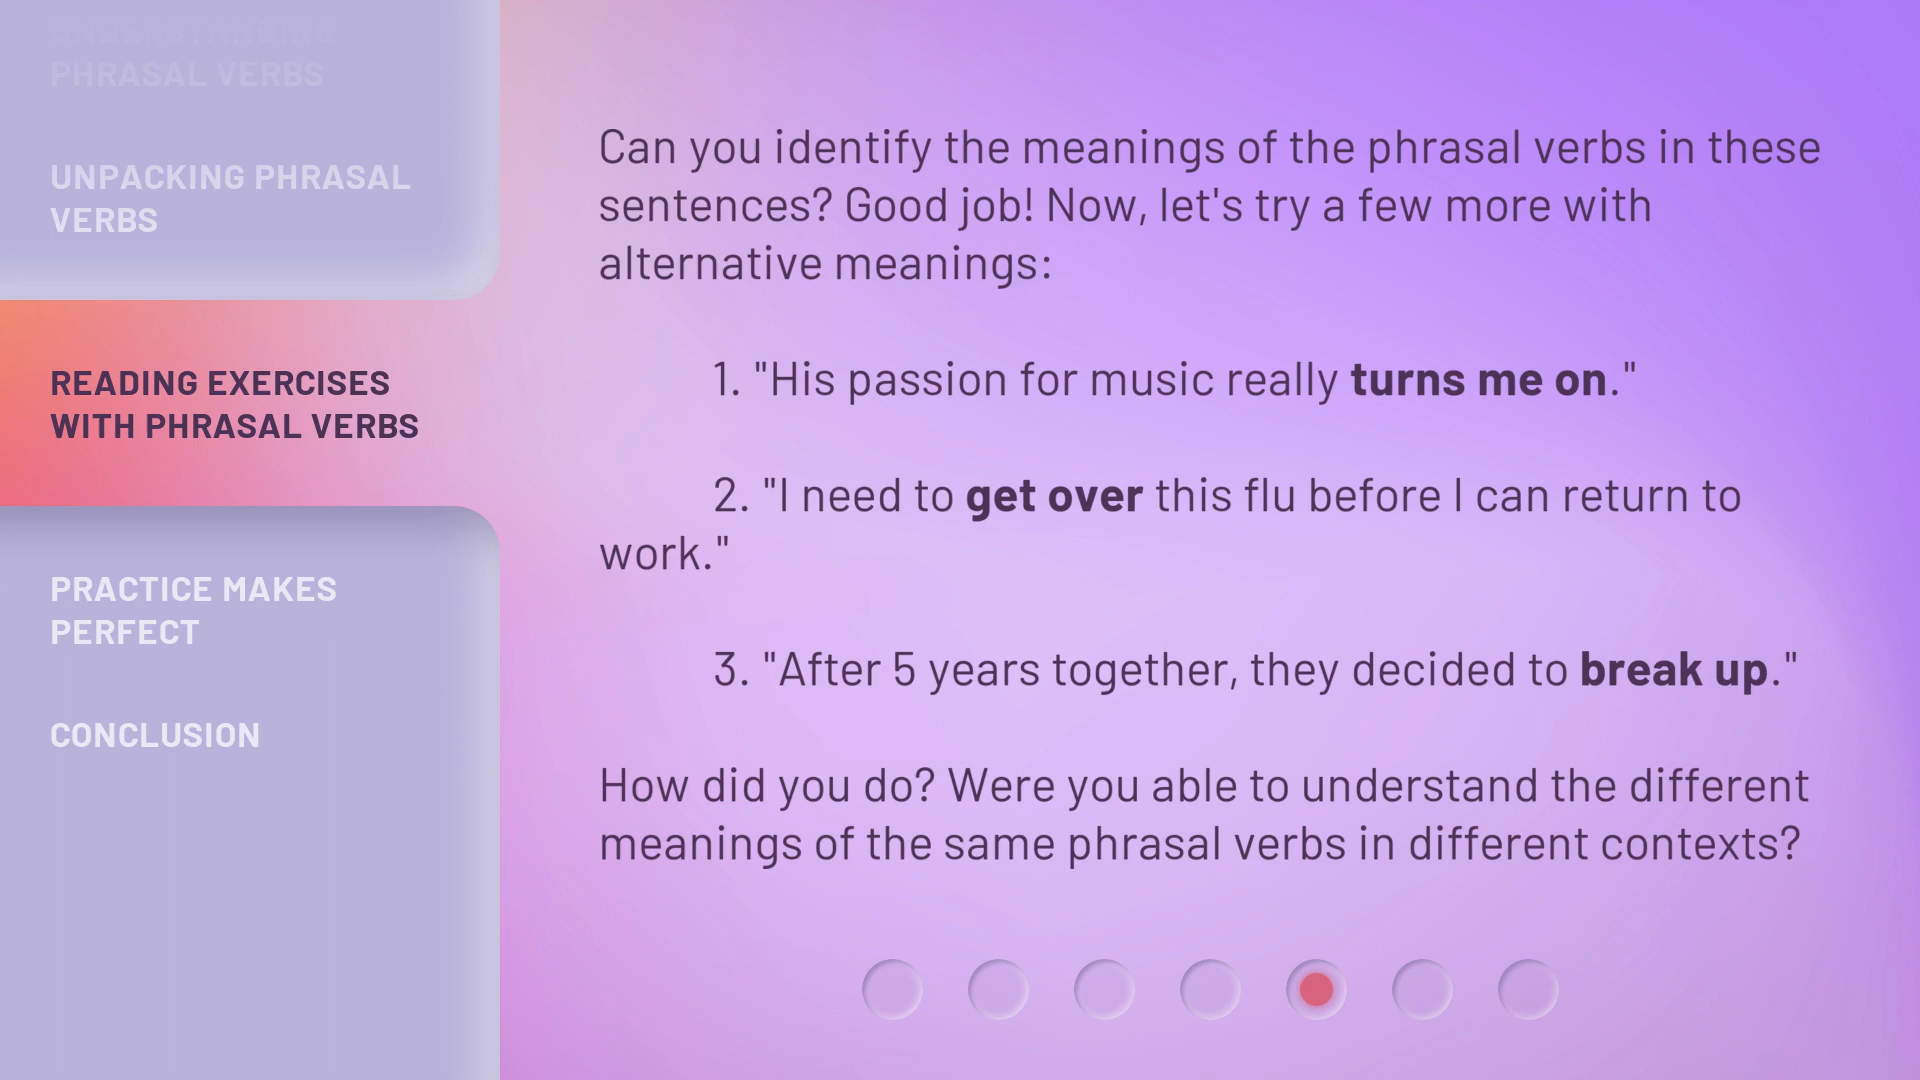 UNDERSTANDING
PHRASAL VERBS
UNPACKING PHRASAL
VERBS
READING EXERCISES
WITH PHRASAL VERBS
PRACTICE MAKES
PERFECT
CONCLUSION
Can you identify the meanings of the phrasal verbs in these
sentences? Good job! Now, let's try a few more with
alternative meanings:
1. "His passion for music really turns me on."
2. "I need to get over this flu before I can return to
work."
3. "After 5 years together, they decided to break up."
How did you do? Were you able to understand the different
meanings of the same phrasal verbs in different contexts?